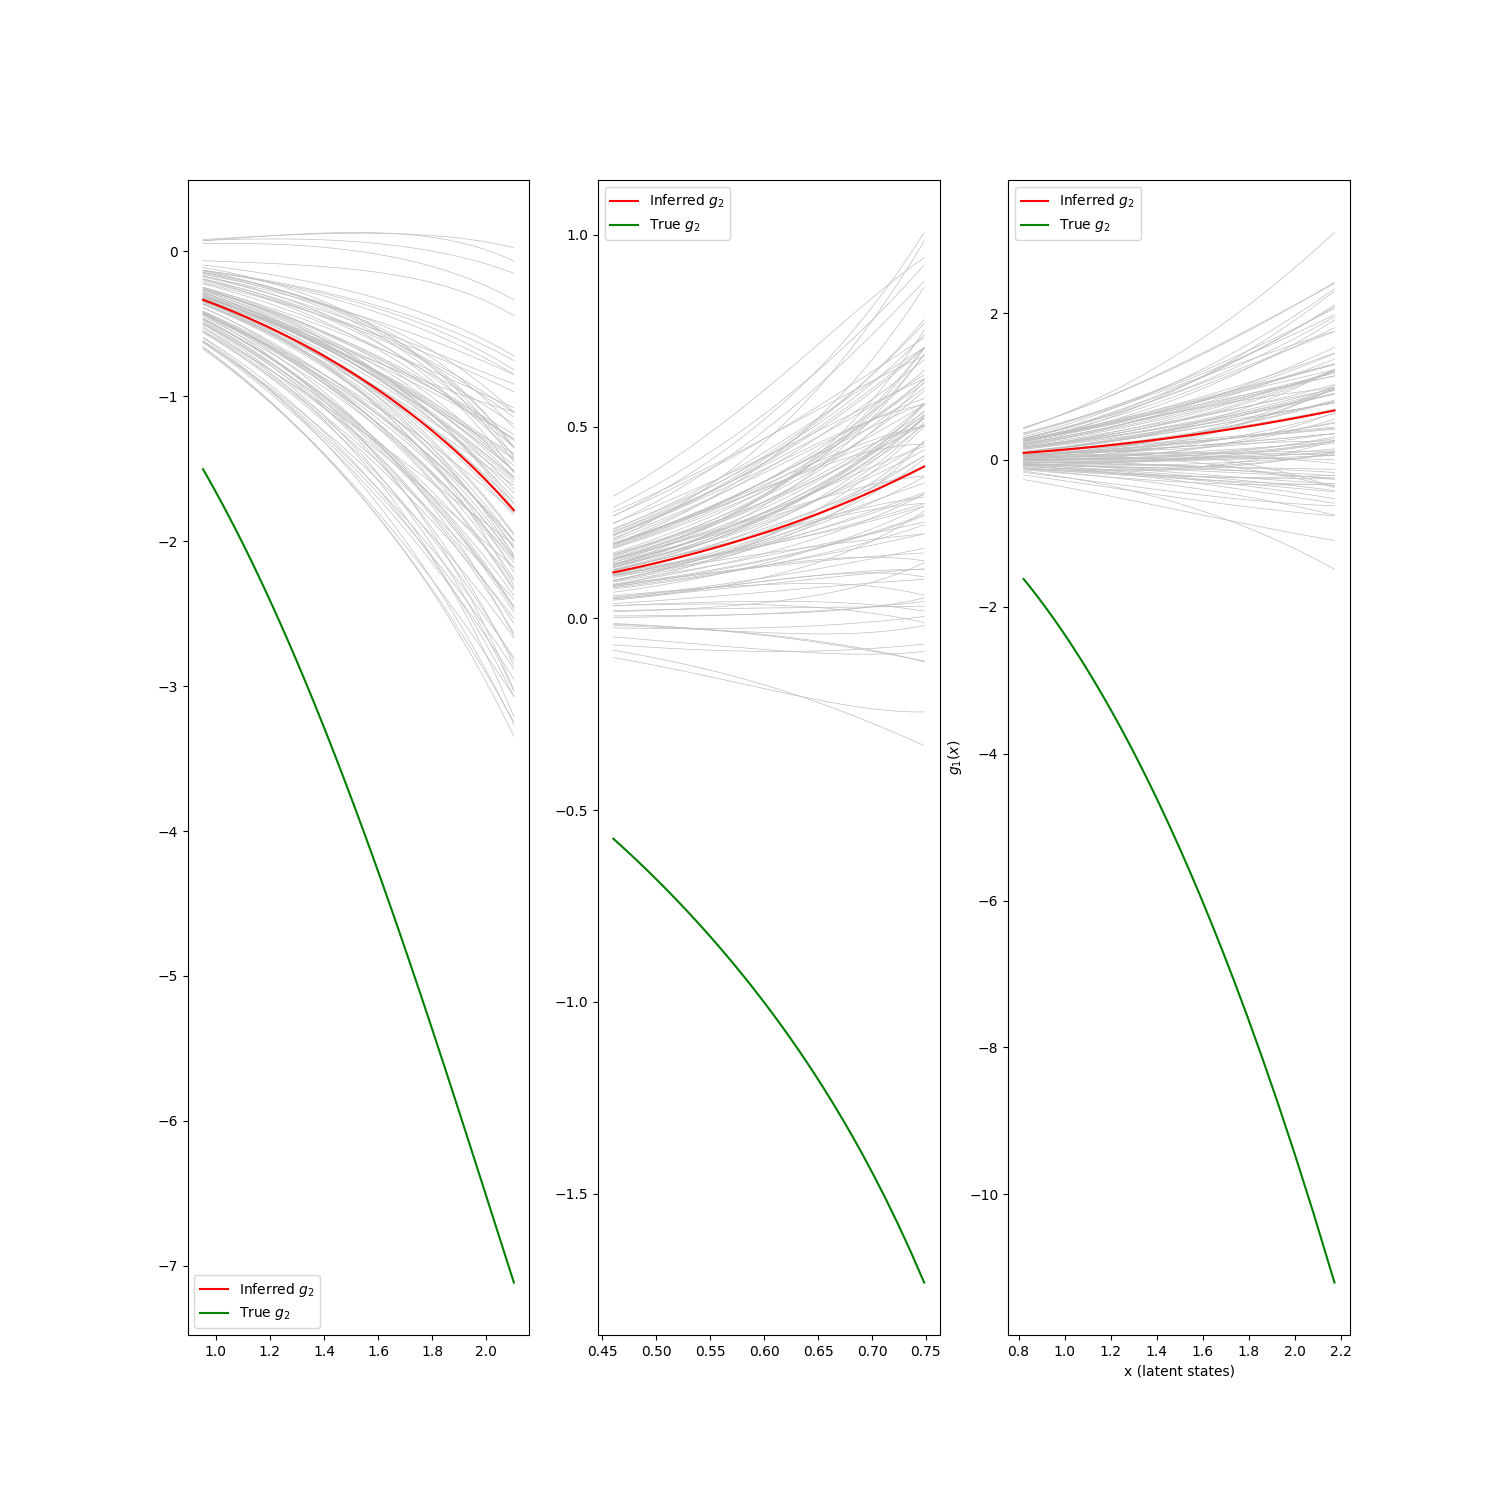 Inferred g₂
True g₂
0
−1
−2
−3
−4
−5
−6
−7
1.0 1.2 1.4 1.6 1.8 2.0
Inferred g₂
True g₂
1.0
0.5
0.0
−0.5
−1.0
−1.5
0.45 0.50 0.55 0.60 0.65 0.70 0.75
Inferred g₂
True g₂
g₁(x)
2
0
−2
−4
−6
−8
−10
0.8 1.0 1.2 1.4 1.6 1.8 2.0 2.2
x (latent states)